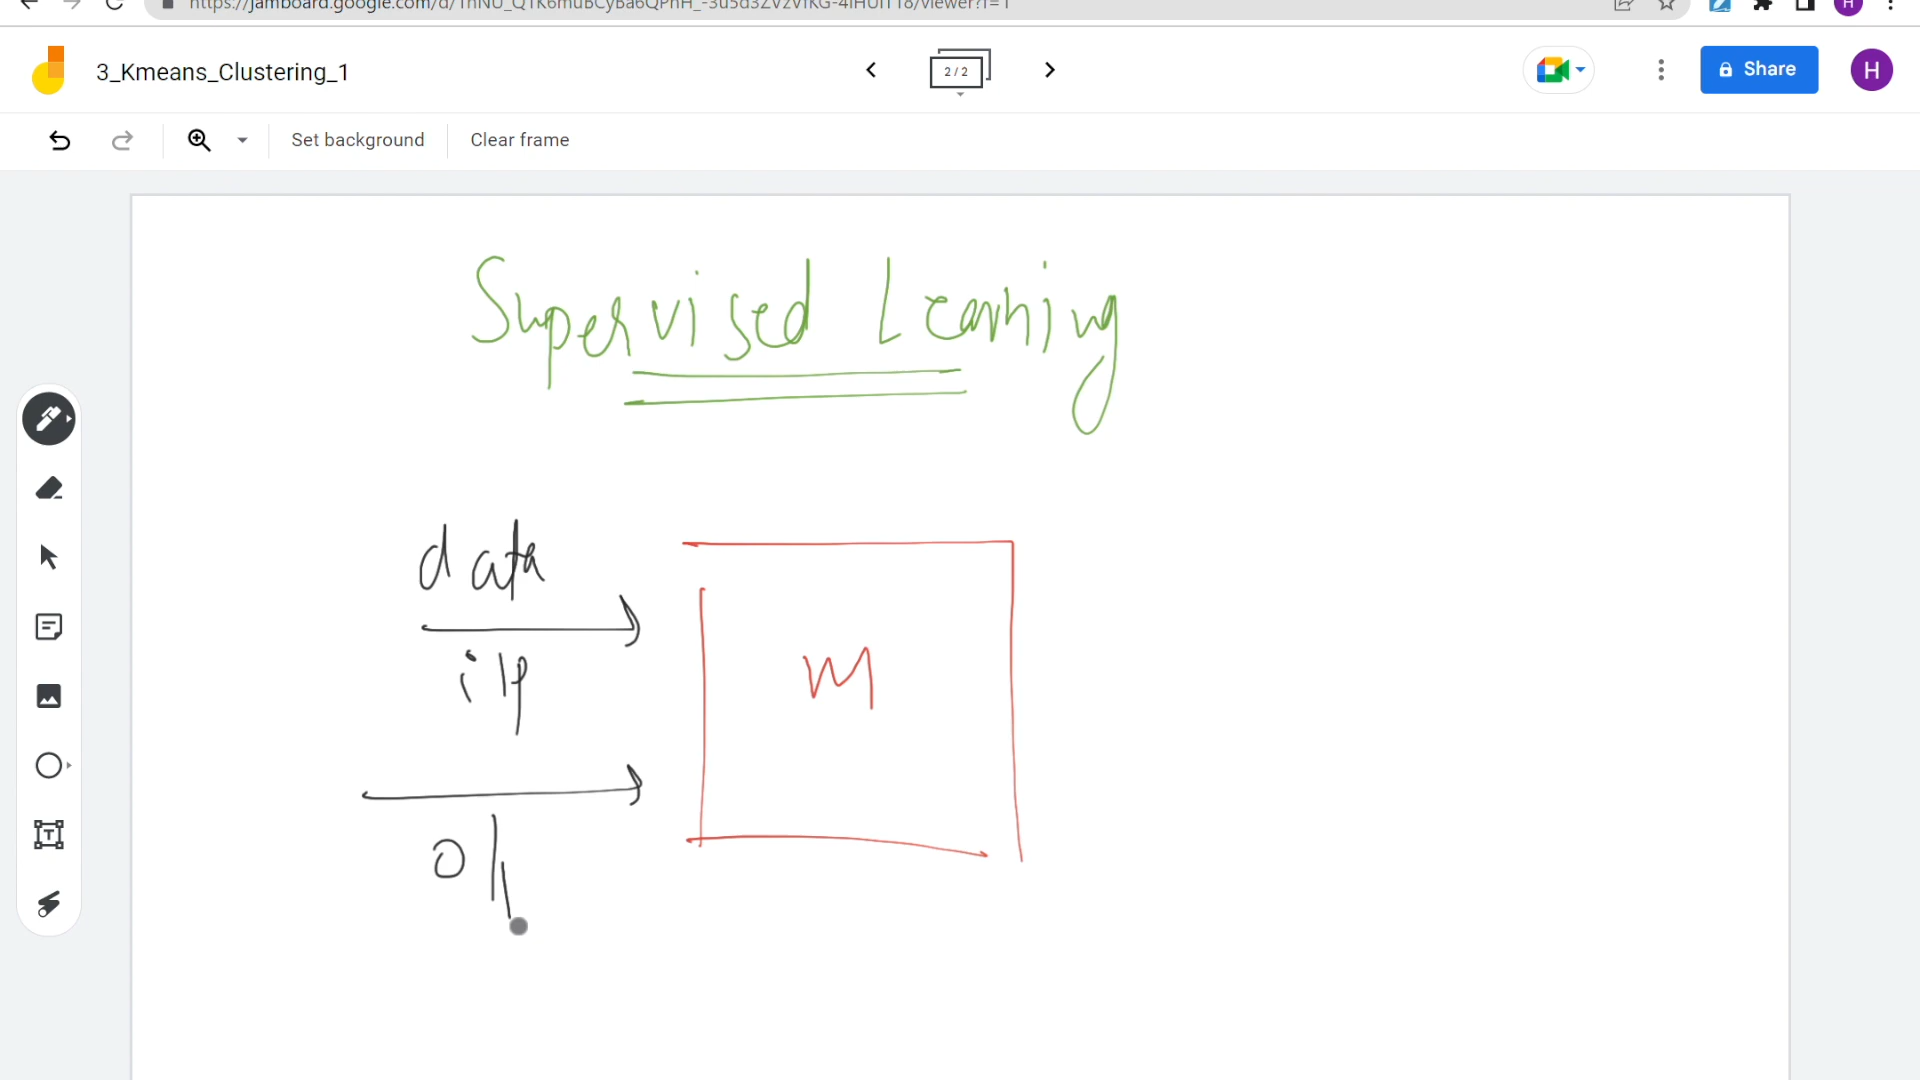 3_Kmeans_Clustering_1
2 / 2
Share
H
Set background
Clear frame
Supervised Learning
data
i/p
M
o/